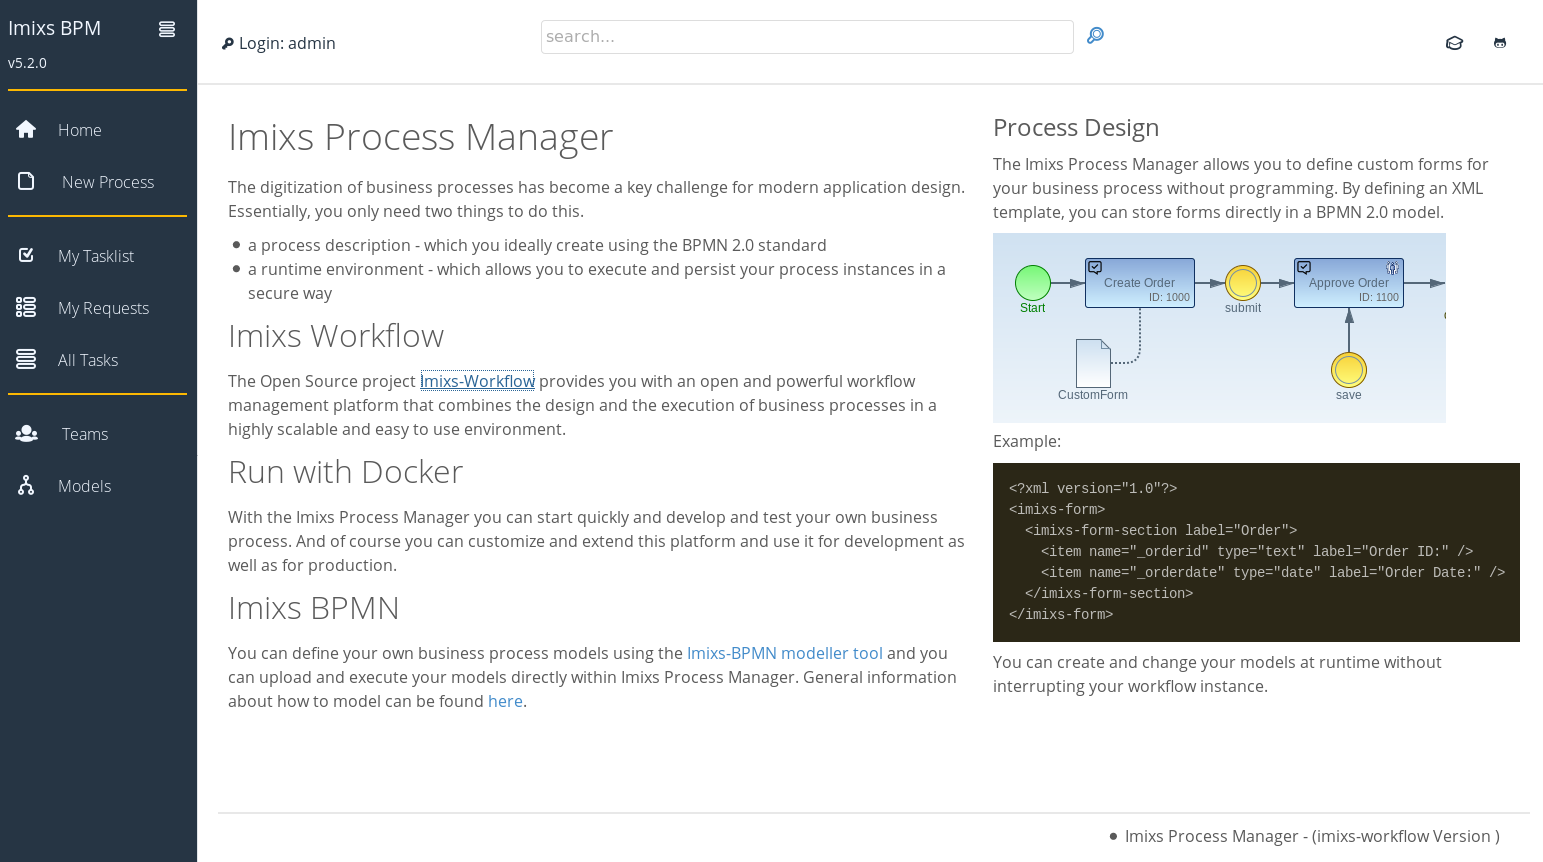 Imixs BPM
v5.2.0
Home
New Process
My Tasklist
My Requests
All Tasks
Teams
Models
Login: admin
search...
Imixs Process Manager
The digitization of business processes has become a key challenge for modern application design.
Essentially, you only need two things to do this.
a process description - which you ideally create using the BPMN 2.0 standard
a runtime environment - which allows you to execute and persist your process instances in a
secure way
Imixs Workflow
The Open Source project Imixs-Workflow provides you with an open and powerful workflow
management platform that combines the design and the execution of business processes in a
highly scalable and easy to use environment.
Run with Docker
With the Imixs Process Manager you can start quickly and develop and test your own business
process. And of course you can customize and extend this platform and use it for development as
well as for production.
Imixs BPMN
You can define your own business process models using the Imixs-BPMN modeller tool and you
can upload and execute your models directly within Imixs Process Manager. General information
about how to model can be found here.
Process Design
The Imixs Process Manager allows you to define custom forms for
your business process without programming. By defining an XML
template, you can store forms directly in a BPMN 2.0 model.
Start
Create Order
ID: 1000
submit
Approve Order
ID: 1100
CustomForm
save
Example:
<?xml version="1.0"?>
<imixs-form>
  <imixs-form-section label="Order">
    <item name="_orderid" type="text" label="Order ID:" />
    <item name="_orderdate" type="date" label="Order Date:" />
  </imixs-form-section>
</imixs-form>
You can create and change your models at runtime without
interrupting your workflow instance.
Imixs Process Manager - (imixs-workflow Version )